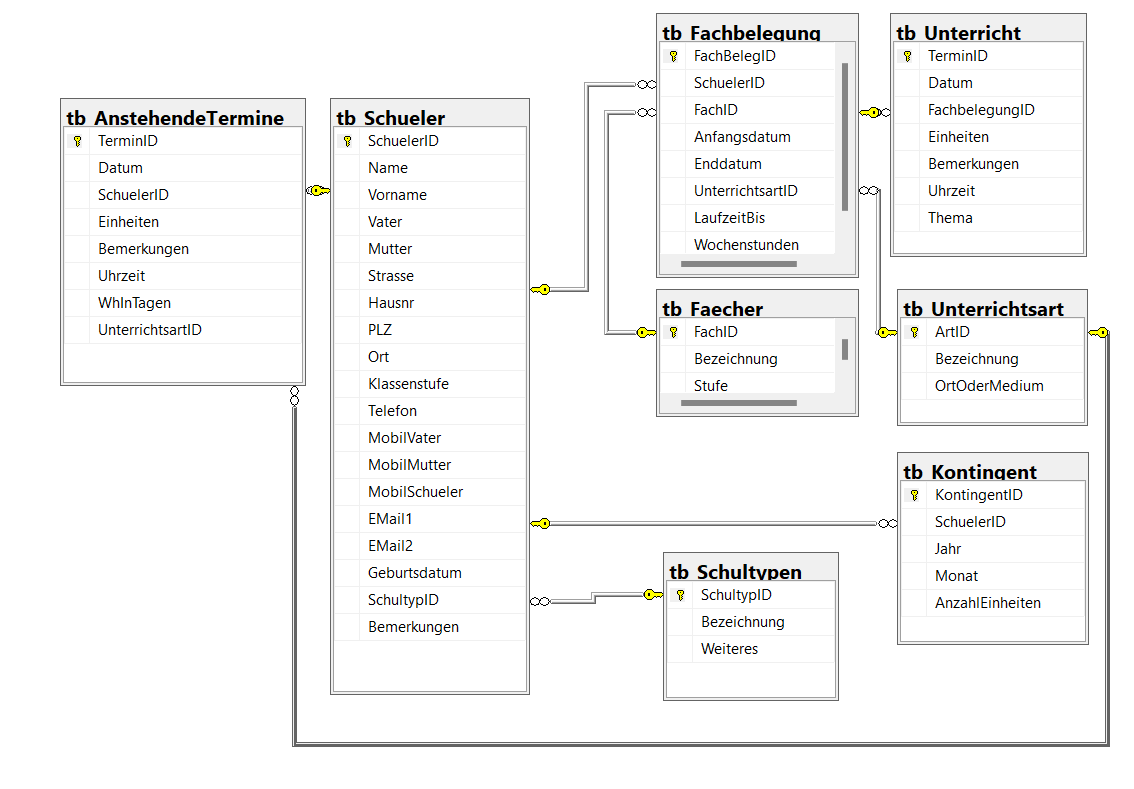 tb_AnstehendeTermine
TerminID
Datum
SchuelerID
Einheiten
Bemerkungen
Uhrzeit
WhInTagen
UnterrichtsartID
tb_Schueler
SchuelerID
Name
Vorname
Vater
Mutter
Strasse
Hausnr
PLZ
Ort
Klassenstufe
Telefon
MobilVater
MobilMutter
MobilSchueler
EMail1
EMail2
Geburtsdatum
SchultypID
Bemerkungen
tb_Fachbelegung
FachBelegID
SchuelerID
FachID
Anfangsdatum
Enddatum
UnterrichtsartID
LaufzeitBis
Wochenstunden
tb_Unterricht
TerminID
Datum
FachbelegungID
Einheiten
Bemerkungen
Uhrzeit
Thema
tb_Faecher
FachID
Bezeichnung
Stufe
tb_Unterrichtsart
ArtID
Bezeichnung
OrtOderMedium
tb_Kontingent
KontingentID
SchuelerID
Jahr
Monat
AnzahlEinheiten
tb_Schultypen
SchultypID
Bezeichnung
Weiteres